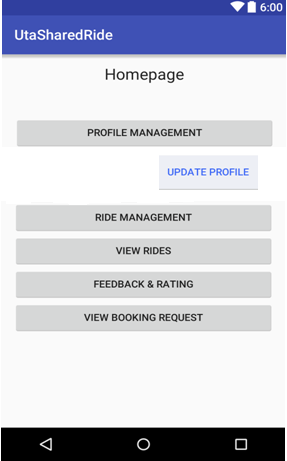 6:00
UtaSharedRide
Homepage
PROFILE MANAGEMENT
UPDATE PROFILE
RIDE MANAGEMENT
VIEW RIDES
FEEDBACK & RATING
VIEW BOOKING REQUEST